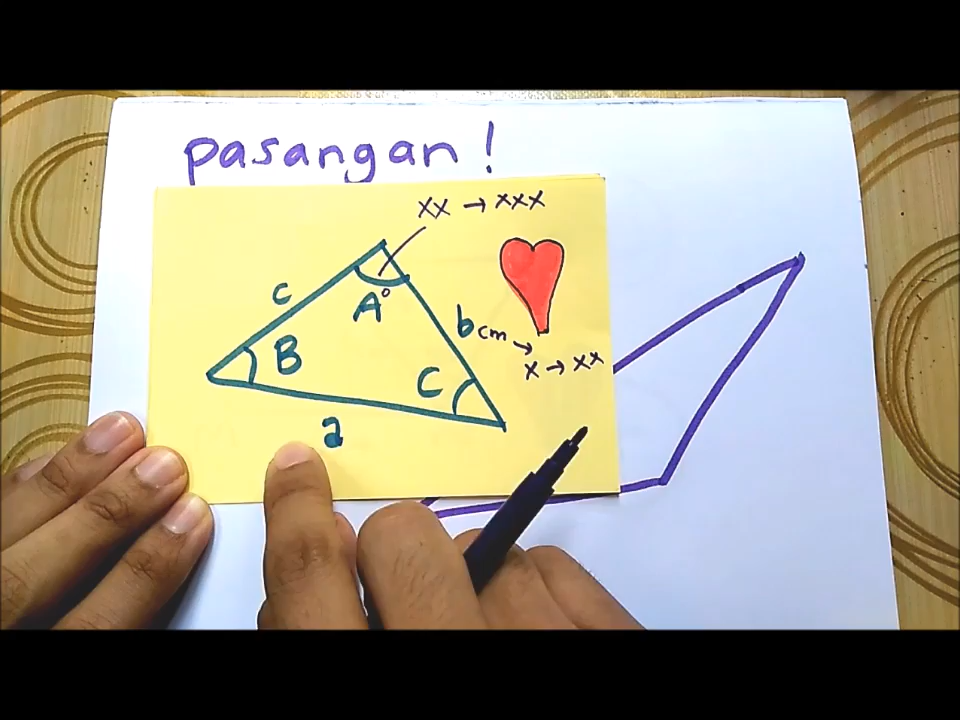 pasangan !
xx → xxx
c
A°
b cm →
x → xx
B
C
a